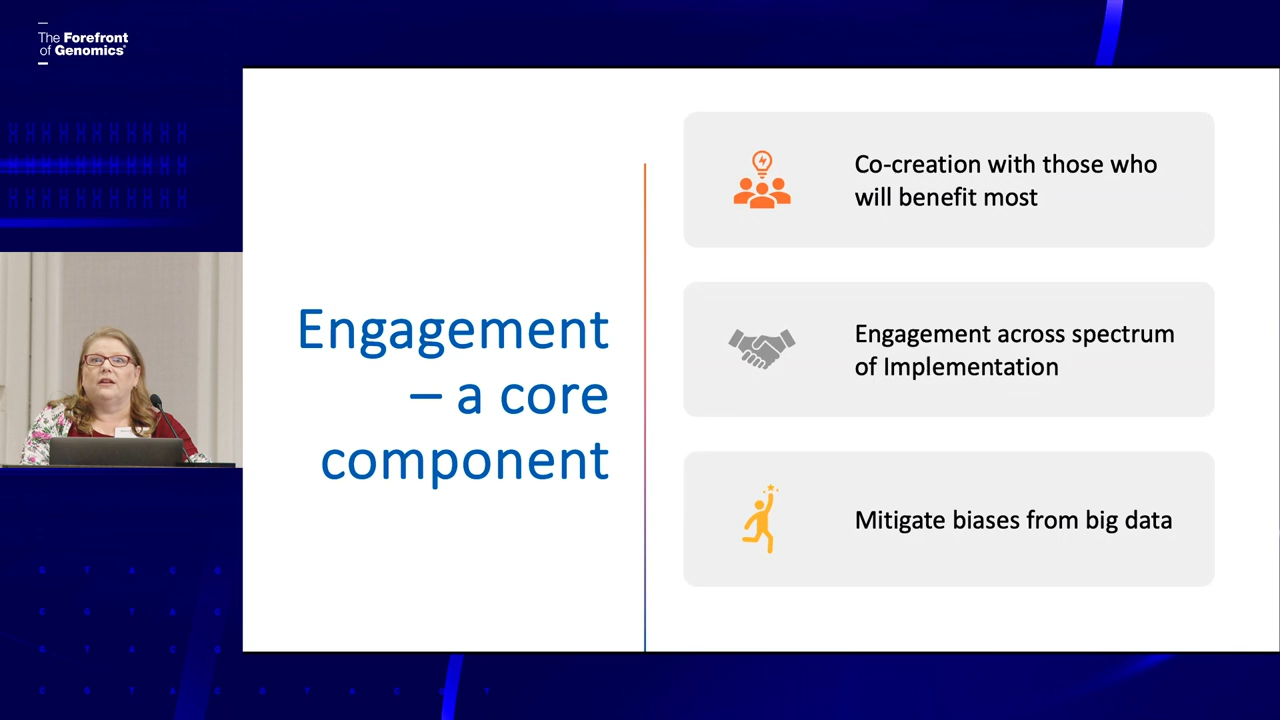 The Forefront
of Genomics®
Engagement
– a core
component
Co-creation with those who
will benefit most
Engagement across spectrum
of Implementation
Mitigate biases from big data